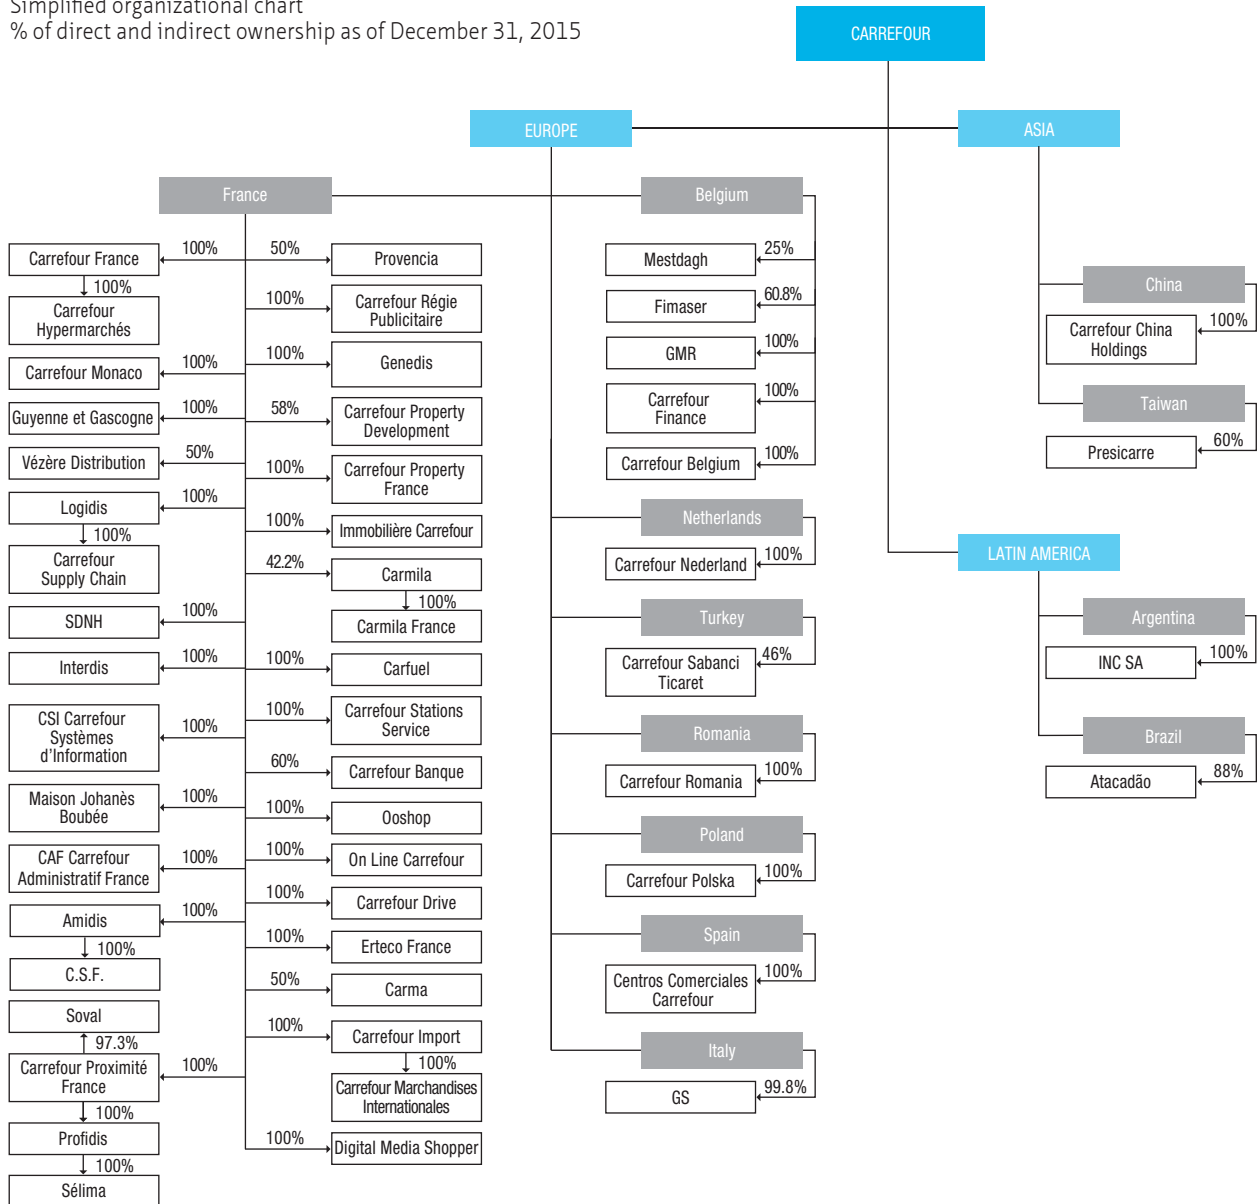 Simplified organizational chart
% of direct and indirect ownership as of December 31, 2015
CARREFOUR
EUROPE
ASIA
France
Carrefour France
100%
100%
Carrefour
Hypermarchés
Carrefour Monaco
100%
Guyenne et Gascogne
100%
Vézère Distribution
50%
Logidis
100%
100%
Carrefour
Supply Chain
SDNH
100%
Interdis
100%
CSI Carrefour
Systèmes
d'Information
100%
Maison Johanès
Boubée
100%
CAF Carrefour
Administratif France
100%
Amidis
100%
100%
C.S.F.
Soval
97.3%
Carrefour Proximité
France
100%
100%
Profidis
100%
Sélima
50%
Provencia
100%
Carrefour Régie
Publicitaire
100%
Genedis
58%
Carrefour Property
Development
100%
Carrefour Property
France
100%
Immobilière Carrefour
42.2%
Carmila
100%
Carmila France
100%
Carfuel
100%
Carrefour Stations
Service
60%
Carrefour Banque
100%
Ooshop
100%
On Line Carrefour
100%
Carrefour Drive
100%
Erteco France
50%
Carma
100%
Carrefour Import
100%
Carrefour Marchandises
Internationales
100%
Digital Media Shopper
Belgium
Mestdagh
25%
Fimaser
60.8%
GMR
100%
Carrefour
Finance
100%
Carrefour Belgium
100%
Netherlands
Carrefour Nederland
100%
Turkey
Carrefour Sabanci
Ticaret
46%
Romania
Carrefour Romania
100%
Poland
Carrefour Polska
100%
Spain
Centros Comerciales
Carrefour
100%
Italy
GS
99.8%
China
Carrefour China
Holdings
100%
Taiwan
Presicarre
60%
LATIN AMERICA
Argentina
INC SA
100%
Brazil
Atacadão
88%